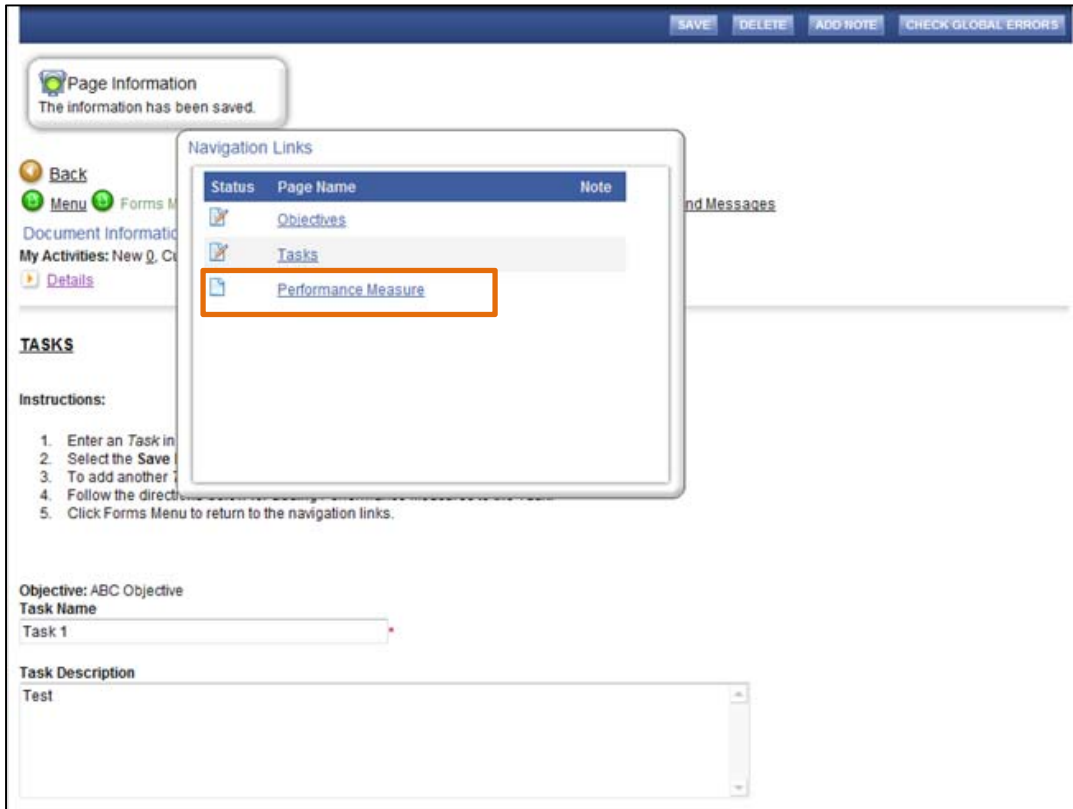 SAVE DELETE ADD NOTE CHECK GLOBAL ERRORS
Page Information
The information has been saved.
Navigation Links
Status Page Name Note
Objectives
Tasks
Performance Measure
Back
Menu Forms M
nd Messages
Document Informatic
My Activities: New 0, Cu
Details
TASKS
Instructions:
1. Enter an Task in
2. Select the Save
3. To add another
4. Follow the direct
5. Click Forms Menu to return to the navigation links.
Objective: ABC Objective
Task Name
Task 1 *
Task Description
Test